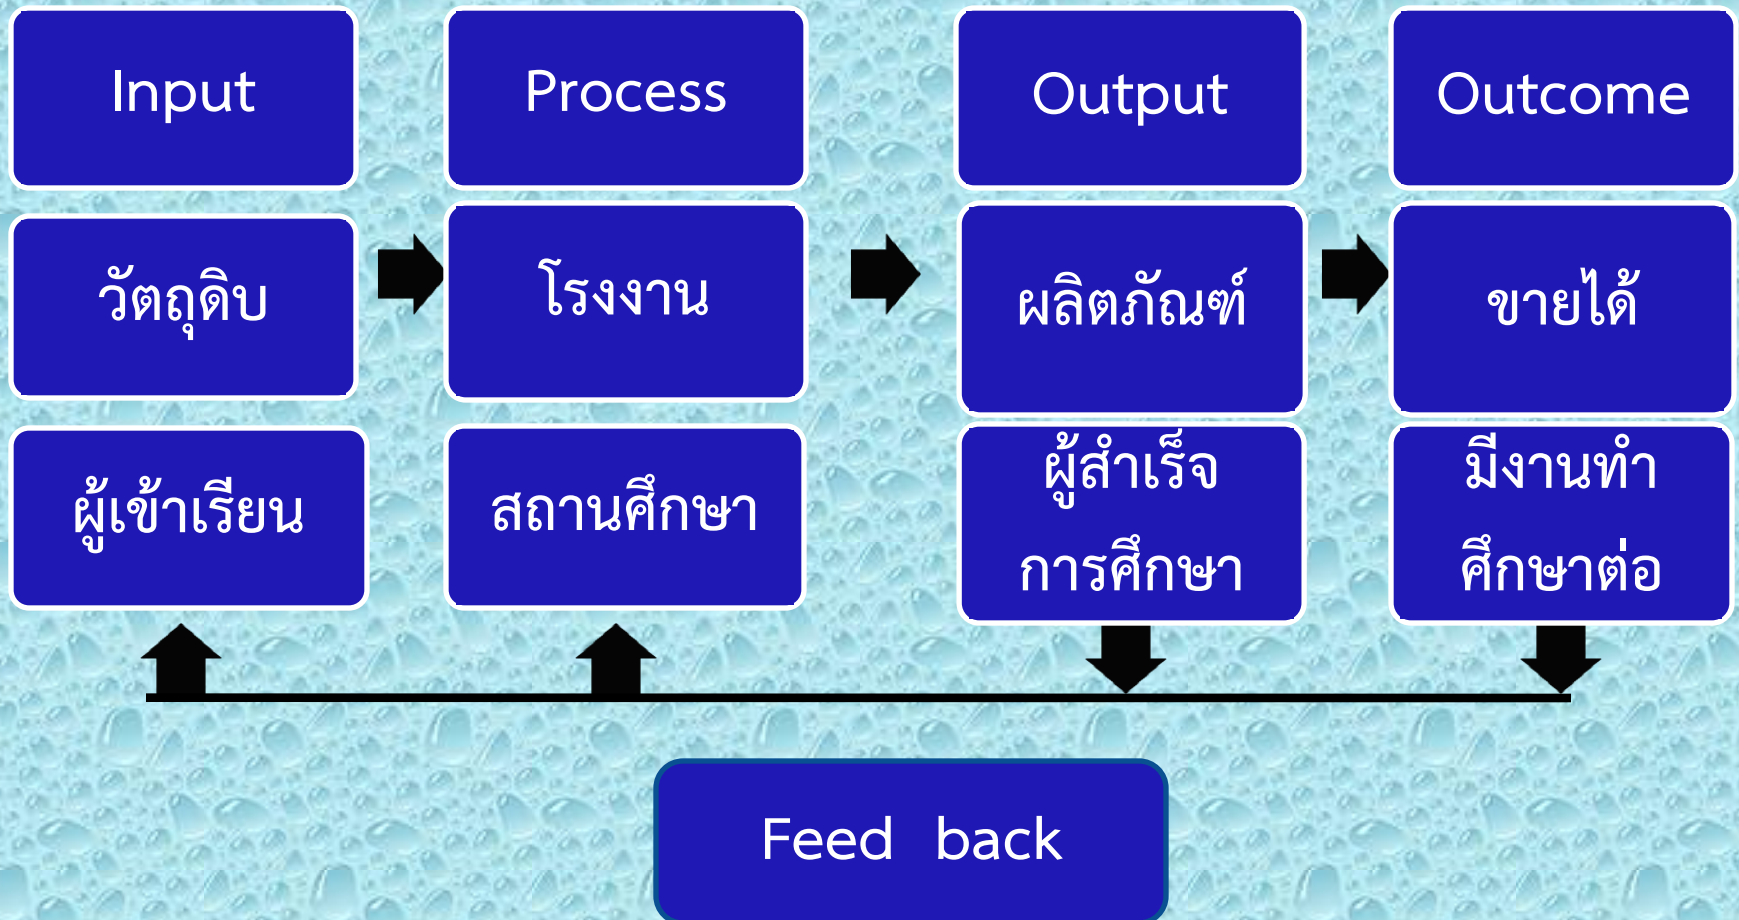 Input
Process
Output
Outcome
วัตถุดิบ
โรงงาน
ผลิตภัณฑ์
ขายได้
ผู้เข้าเรียน
สถานศึกษา
ผู้สำเร็จ
การศึกษา
มีงานทำ
ศึกษาต่อ
Feed back